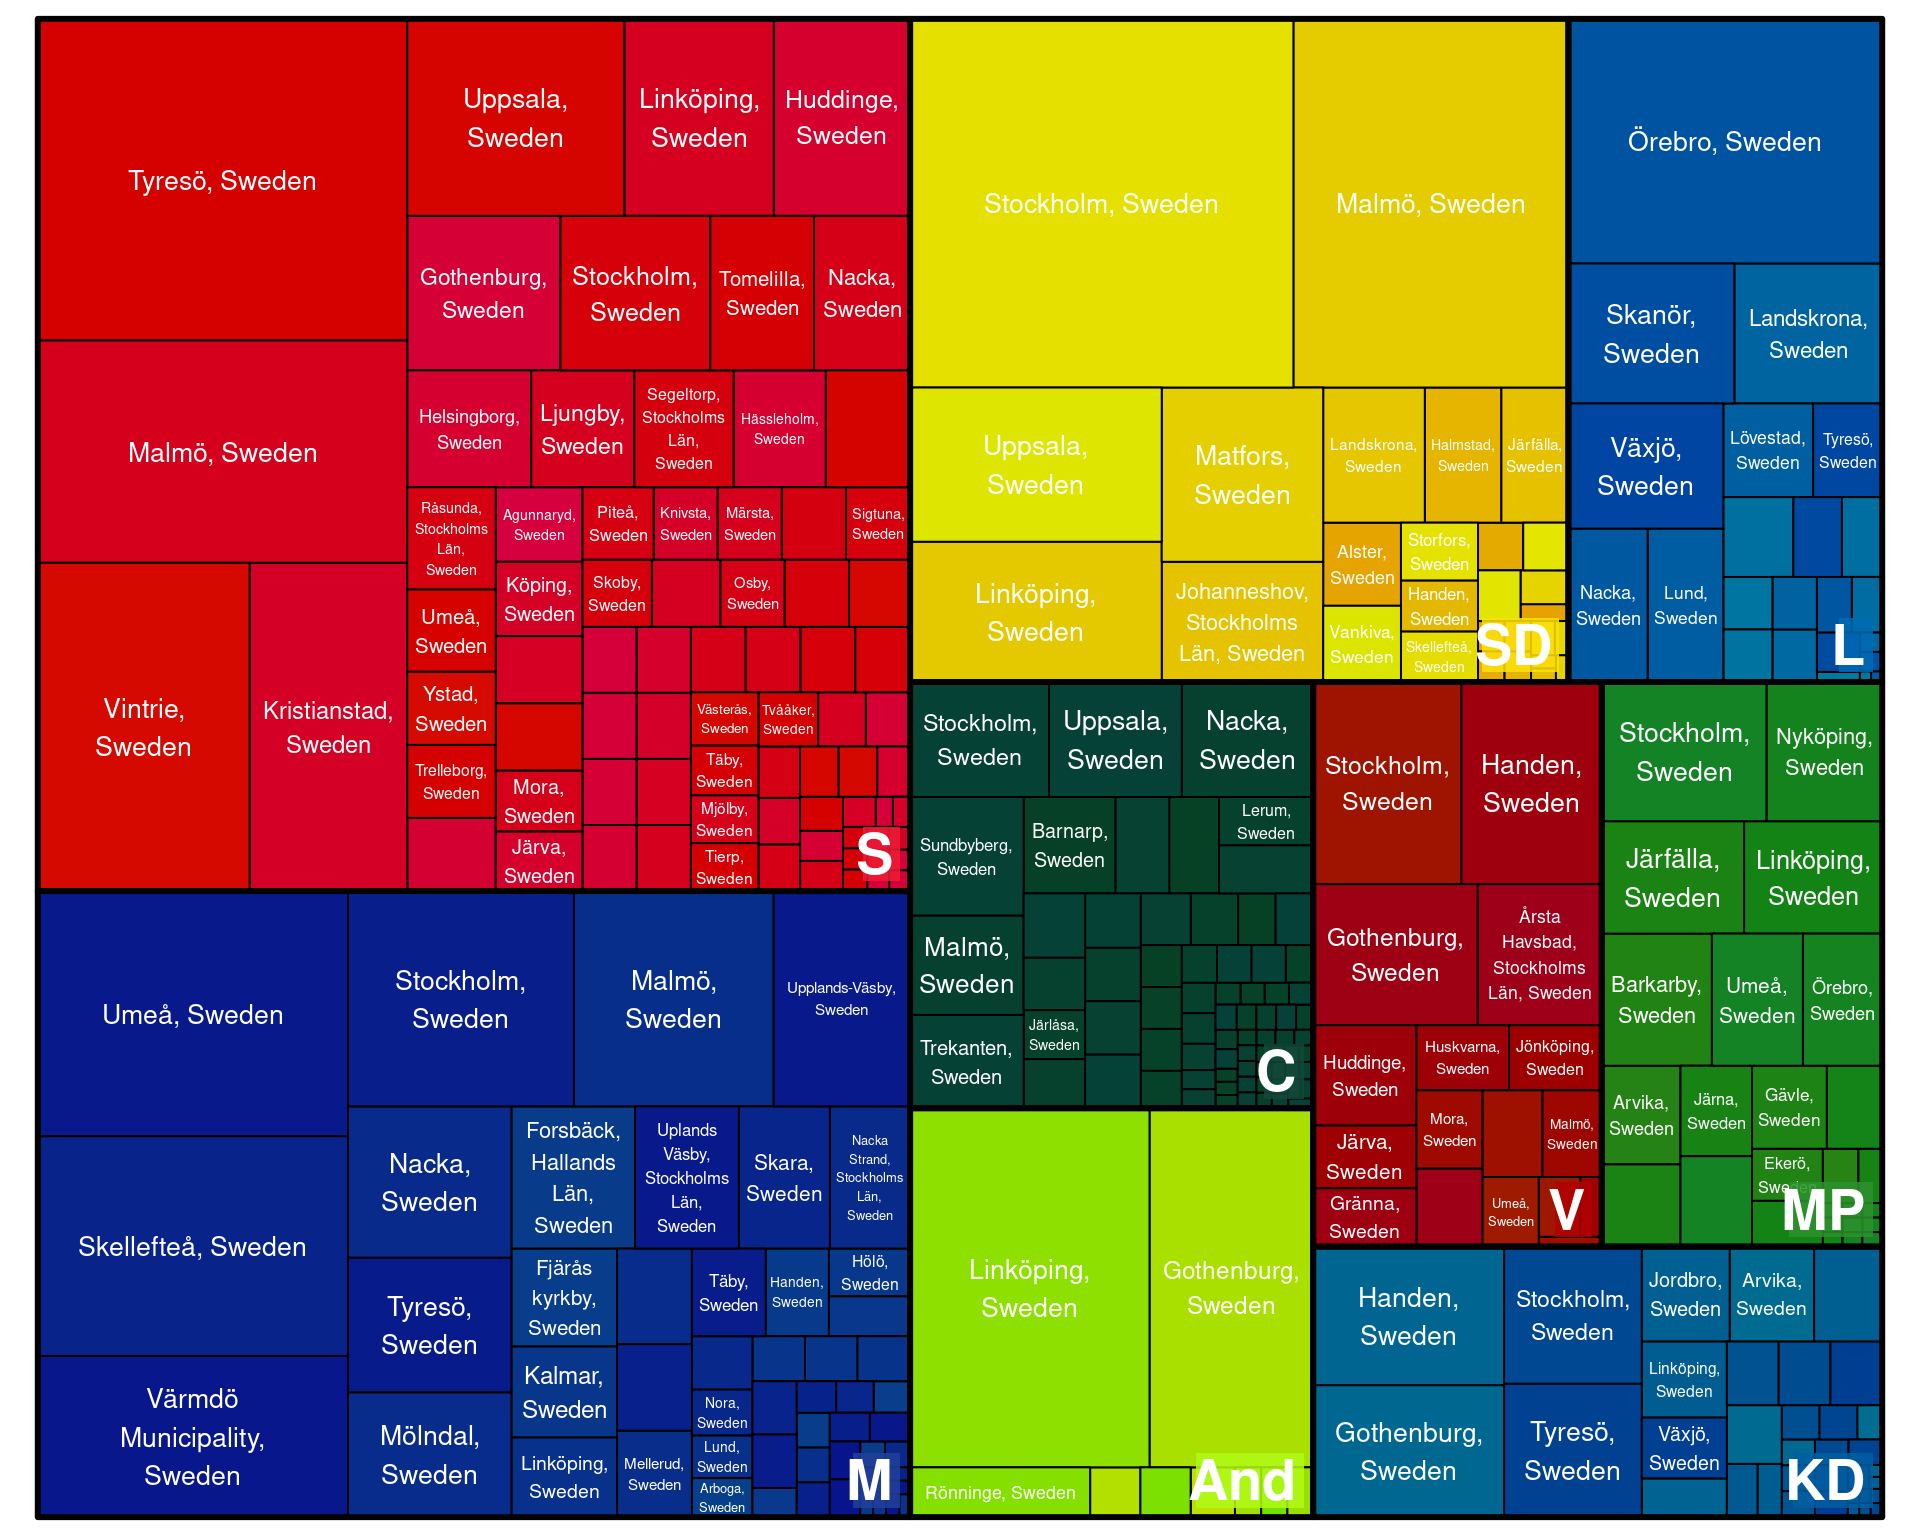 Tyresö, Sweden
Malmö, Sweden
Vintrie,
Sweden
Kristianstad,
Sweden
Uppsala,
Sweden
Linköping,
Sweden
Huddinge,
Sweden
Gothenburg,
Sweden
Stockholm,
Sweden
Tomelilla,
Sweden
Nacka,
Sweden
Helsingborg,
Sweden
Ljungby,
Sweden
Segeltorp,
Stockholms
Län,
Sweden
Hässleholm,
Sweden
Råsunda,
Stockholms
Län,
Sweden
Agunnaryd,
Sweden
Piteå,
Sweden
Knivsta,
Sweden
Märsta,
Sweden
Sigtuna,
Sweden
Umeå,
Sweden
Köping,
Sweden
Skoby,
Sweden
Osby,
Sweden
Ystad,
Sweden
Trelleborg,
Sweden
Mora,
Sweden
Järva,
Sweden
Västerås,
Sweden
Tvååker,
Sweden
Täby,
Sweden
Mjölby,
Sweden
Tierp,
Sweden
S
Stockholm, Sweden
Malmö, Sweden
Uppsala,
Sweden
Linköping,
Sweden
Matfors,
Sweden
Johanneshov,
Stockholms
Län, Sweden
Landskrona,
Sweden
Halmstad,
Sweden
Järfälla,
Sweden
Alster,
Sweden
Storfors,
Sweden
Handen,
Sweden
Vankiva,
Sweden
Skellefteå,
Sweden
SD
Örebro, Sweden
Skanör,
Sweden
Landskrona,
Sweden
Växjö,
Sweden
Lövestad,
Sweden
Tyresö,
Sweden
Nacka,
Sweden
Lund,
Sweden
L
Umeå, Sweden
Skellefteå, Sweden
Värmdö
Municipality,
Sweden
Stockholm,
Sweden
Malmö,
Sweden
Upplands-Väsby,
Sweden
Nacka,
Sweden
Tyresö,
Sweden
Mölndal,
Sweden
Forsbäck,
Hallands
Län,
Sweden
Uplands
Väsby,
Stockholms
Län,
Sweden
Skara,
Sweden
Nacka
Strand,
Stockholms
Län,
Sweden
Fjärås
kyrkby,
Sweden
Kalmar,
Sweden
Linköping,
Sweden
Mellerud,
Sweden
Täby,
Sweden
Handen,
Sweden
Hölö,
Sweden
Nora,
Sweden
Lund,
Sweden
Arboga,
Sweden
M
Stockholm,
Sweden
Uppsala,
Sweden
Nacka,
Sweden
Sundbyberg,
Sweden
Barnarp,
Sweden
Lerum,
Sweden
Malmö,
Sweden
Trekanten,
Sweden
Järlåsa,
Sweden
C
Linköping,
Sweden
Gothenburg,
Sweden
Rönninge, Sweden
And
Stockholm,
Sweden
Handen,
Sweden
Gothenburg,
Sweden
Årsta
Havsbad,
Stockholms
Län, Sweden
Huddinge,
Sweden
Huskvarna,
Sweden
Jönköping,
Sweden
Järva,
Sweden
Gränna,
Sweden
Mora,
Sweden
Malmö,
Sweden
Umeå,
Sweden
V
Stockholm,
Sweden
Nyköping,
Sweden
Järfälla,
Sweden
Linköping,
Sweden
Barkarby,
Sweden
Umeå,
Sweden
Örebro,
Sweden
Arvika,
Sweden
Järna,
Sweden
Gävle,
Sweden
Ekerö,
Sweden
MP
Handen,
Sweden
Gothenburg,
Sweden
Stockholm,
Sweden
Tyresö,
Sweden
Jordbro,
Sweden
Arvika,
Sweden
Linköping,
Sweden
Växjö,
Sweden
KD